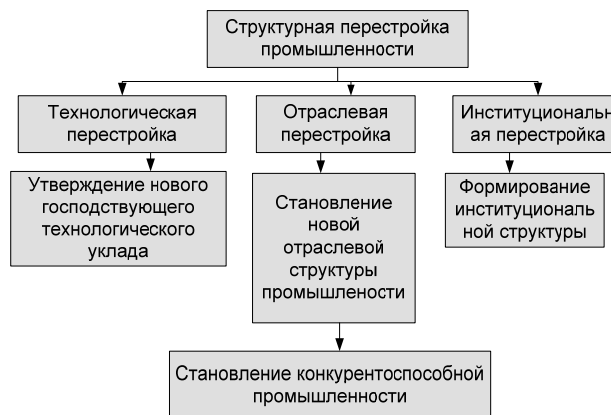 Структурная перестройка
промышленности
Технологическая
перестройка
Отраслевая
перестройка
Институциональн
ая перестройка
Утверждение нового
господствующего
технологического
уклада
Становление
новой
отраслевой
структуры
промышлености
Формирование
институциональ
ной структуры
Становление конкурентоспособной
промышленности